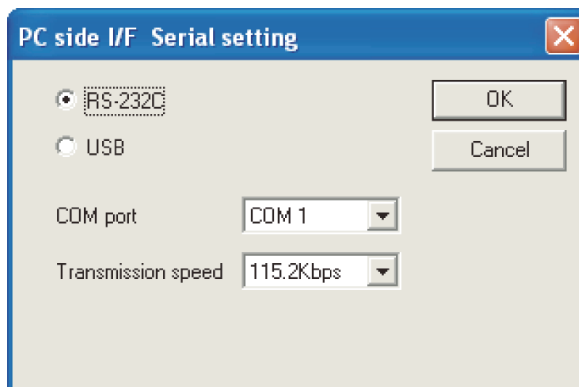 PC side I/F Serial setting
RS-232C
OK
USB
Cancel
COM port
COM 1
Transmission speed
115.2Kbps